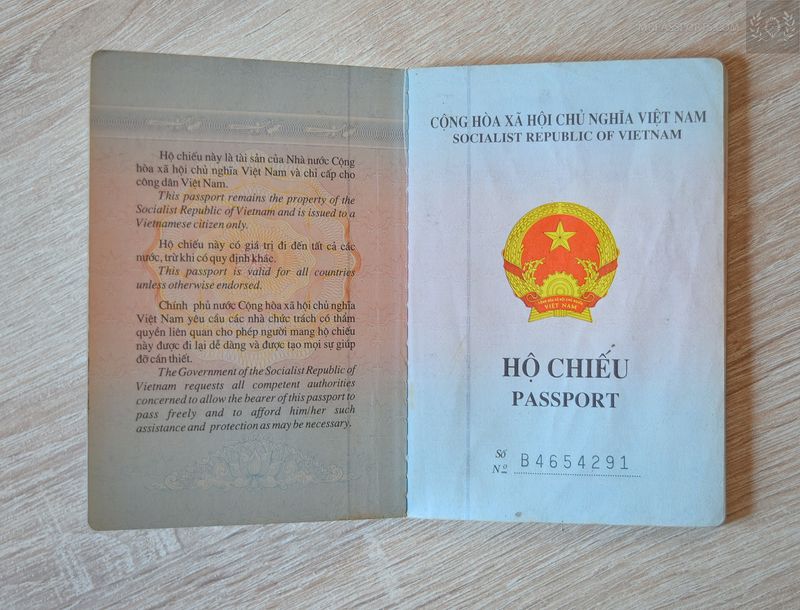 Hộ chiếu này là tài sản của Nhà nước Cộng
hòa xã hội chủ nghĩa Việt Nam và chỉ cấp cho
công dân Việt Nam.
This passport remains the property of the
Socialist Republic of Vietnam and is issued to a
Vietnamese citizen only.
Hộ chiếu này có giá trị đi đến tất cả các
nước, trừ khi có quy định khác.
This passport is valid for all countries
unless otherwise endorsed.
Chính phủ nước Cộng hòa xã hội chủ nghĩa
Việt Nam yêu cầu các nhà chức trách có thẩm
quyền liên quan cho phép người mang hộ chiếu
này được đi lại dễ dàng và được tạo mọi sự giúp
đỡ cần thiết.
The Government of the Socialist Republic of
Vietnam requests all competent authorities
concerned to allow the bearer of this passport to
pass freely and to afford him/her such
assistance and protection as may be necessary.
CỘNG HÒA XÃ HỘI CHỦ NGHĨA VIỆT NAM
SOCIALIST REPUBLIC OF VIETNAM
VIỆT NAM
HỘ CHIẾU
PASSPORT
Số
Nº B4654291